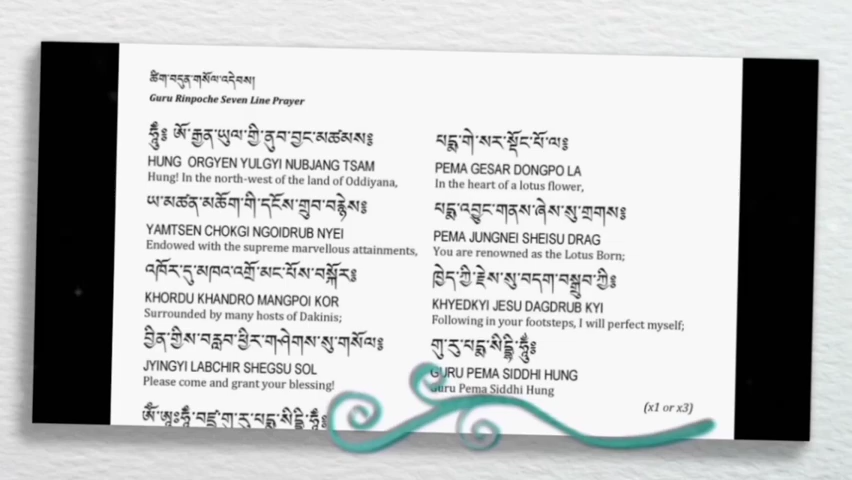 ཚིག་བདུན་གསོལ་འདེབས།
Guru Rinpoche Seven Line Prayer
ཧཱུྃ༔ ཨོ་རྒྱན་ཡུལ་གྱི་ནུབ་བྱང་མཚམས༔
HUNG ORGYEN YULGYI NUBJANG TSAM
Hung! In the north-west of the land of Oddiyana,
ཡ་མཚན་མཆོག་གི་དངོས་གྲུབ་བརྙེས༔
YAMTSEN CHOKGI NGOIDRUB NYEI
Endowed with the supreme marvellous attainments,
འཁོར་དུ་མཁའ་འགྲོ་མང་པོས་བསྐོར༔
KHORDU KHANDRO MANGPOI KOR
Surrounded by many hosts of Dakinis;
བྱིན་གྱིས་བརླབ་ཕྱིར་གཤེགས་སུ་གསོལ༔
JYINGYI LABCHIR SHEGSU SOL
Please come and grant your blessing!
ཨོཾ་ཨཱཿཧཱུྃ་བཛྲ་གུ་རུ་པདྨ་སིདྡྷི་ཧཱུྃ༔
པདྨ་གེ་སར་སྡོང་པོ་ལ༔
PEMA GESAR DONGPO LA
In the heart of a lotus flower,
པདྨ་འབྱུང་གནས་ཞེས་སུ་གྲགས༔
PEMA JUNGNEI SHEISU DRAG
You are renowned as the Lotus Born;
ཁྱེད་ཀྱི་རྗེས་སུ་བདག་བསྒྲུབ་ཀྱི༔
KHYEDKYI JESU DAGDRUB KYI
Following in your footsteps, I will perfect myself;
གུ་རུ་པདྨ་སིདྡྷི་ཧཱུྃ༔
GURU PEMA SIDDHI HUNG
Guru Pema Siddhi Hung
(x1 or x3)